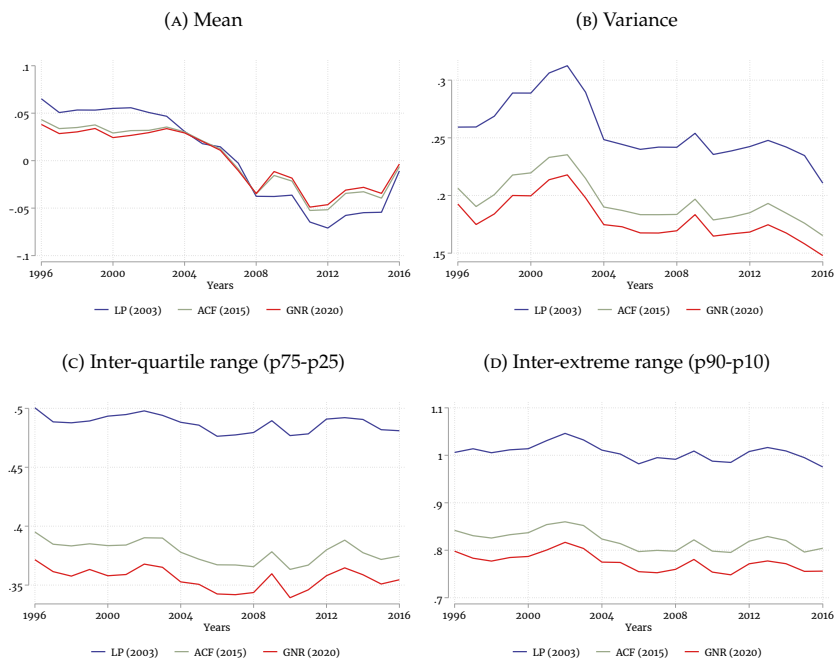 (A) Mean
.1
.05
0
-.05
-.1
1996 2000 2004 2008 2012 2016
Years
LP (2003) ACF (2015) GNR (2020)
(B) Variance
.3
.25
.2
.15
1996 2000 2004 2008 2012 2016
Years
LP (2003) ACF (2015) GNR (2020)
(C) Inter-quartile range (p75-p25)
.5
.45
.4
.35
1996 2000 2004 2008 2012 2016
Years
LP (2003) ACF (2015) GNR (2020)
(D) Inter-extreme range (p90-p10)
1.1
1
.9
.8
.7
1996 2000 2004 2008 2012 2016
Years
LP (2003) ACF (2015) GNR (2020)